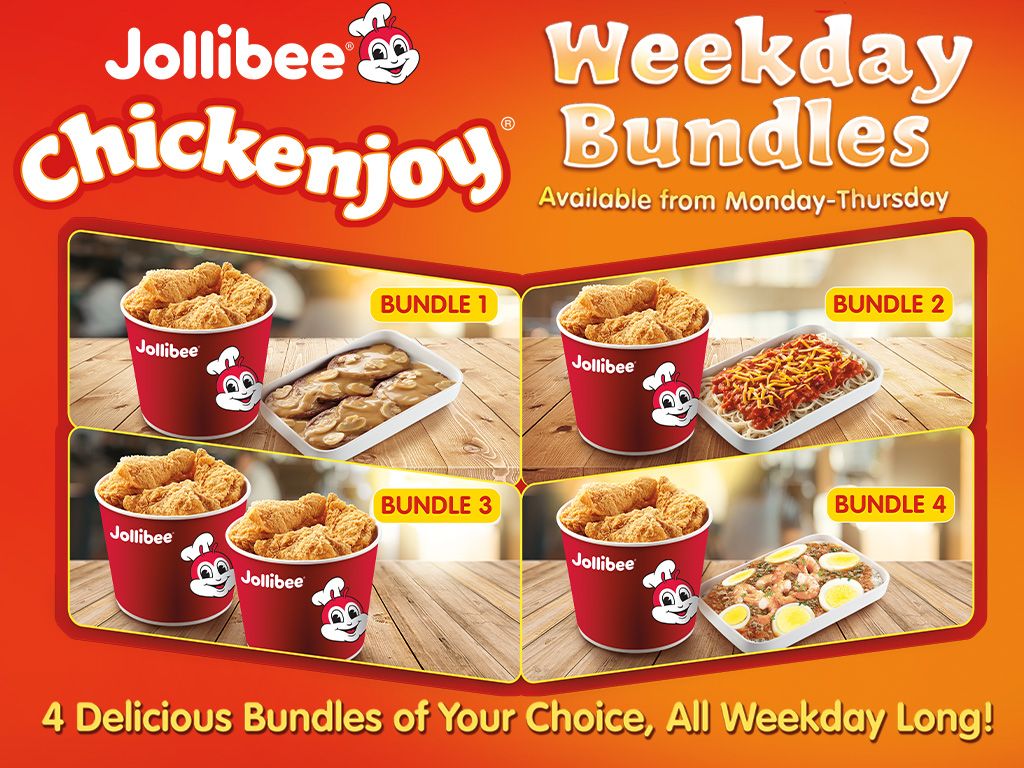 Jollibee®
Chickenjoy®
Weekday
Bundles
Available from Monday-Thursday
BUNDLE 1
Jollibee
BUNDLE 2
Jollibee
BUNDLE 3
Jollibee
Jollibee
BUNDLE 4
Jollibee
4 Delicious Bundles of Your Choice, All Weekday Long!